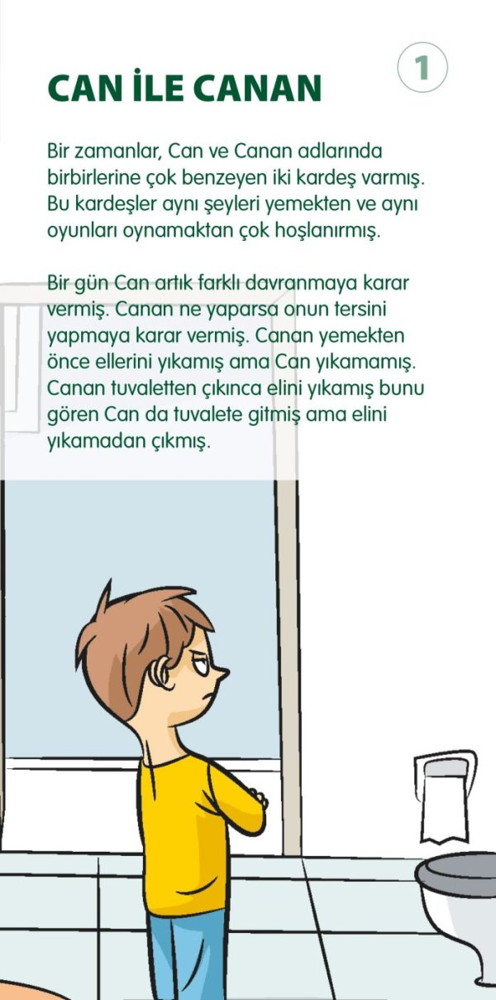 1
CAN İLE CANAN
Bir zamanlar, Can ve Canan adlarında
birbirlerine çok benzeyen iki kardeş varmış.
Bu kardeşler aynı şeyleri yemekten ve aynı
oyunları oynamaktan çok hoşlanırmış.
Bir gün Can artık farklı davranmaya karar
vermiş. Canan ne yaparsa onun tersini
yapmaya karar vermiş. Canan yemekten
önce ellerini yıkamış ama Can yıkamamış.
Canan tuvaletten çıkınca elini yıkamış bunu
gören Can da tuvalete gitmiş ama elini
yıkamadan çıkmış.